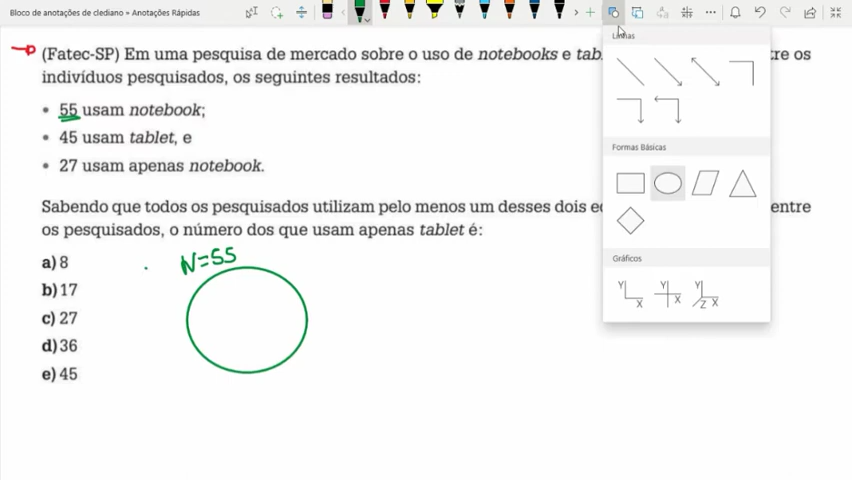 Bloco de anotações de clediano » Anotações Rápidas
(Fatec-SP) Em uma pesquisa de mercado sobre o uso de notebooks e tre os
indivíduos pesquisados, os seguintes resultados:
• 55 usam notebook;
• 45 usam tablet, e
• 27 usam apenas notebook.
Sabendo que todos os pesquisados utilizam pelo menos um desses dois entre
os pesquisados, o número dos que usam apenas tablet é:
a) 8
b) 17
c) 27
d) 36
e) 45
N=55
Linhas
Formas Básicas
Gráficos
Y X
Y X
Y Z X